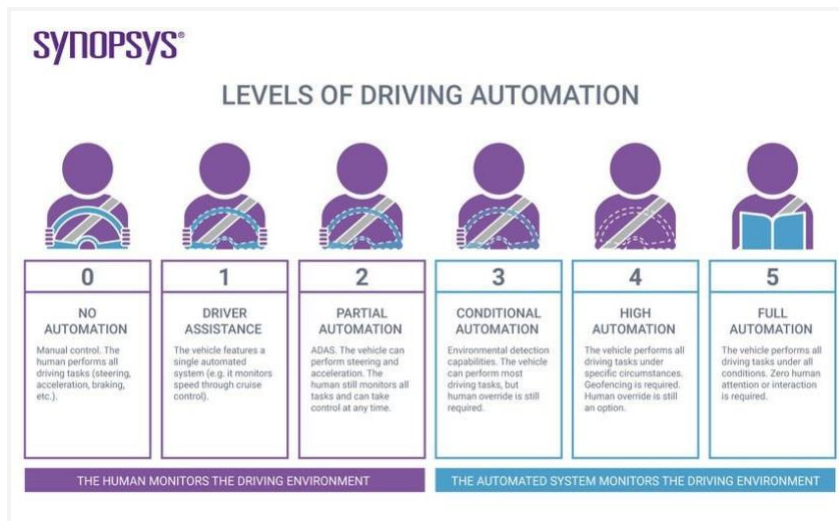 SYNOPSYS®
LEVELS OF DRIVING AUTOMATION
0
NO
AUTOMATION
Manual control. The
human performs all
driving tasks (steering,
acceleration, braking,
etc.).
1
DRIVER
ASSISTANCE
The vehicle features a
single automated
system (e.g. it monitors
speed through cruise
control).
2
PARTIAL
AUTOMATION
ADAS. The vehicle can
perform steering and
acceleration. The
human still monitors all
tasks and can take
control at any time.
3
CONDITIONAL
AUTOMATION
Environmental detection
capabilities. The vehicle
can perform most
driving tasks, but
human override is still
required.
4
HIGH
AUTOMATION
The vehicle performs all
driving tasks under
specific circumstances.
Geofencing is required.
Human override is still
an option.
5
FULL
AUTOMATION
The vehicle performs all
driving tasks under all
conditions. Zero human
attention or interaction
is required.
THE HUMAN MONITORS THE DRIVING ENVIRONMENT
THE AUTOMATED SYSTEM MONITORS THE DRIVING ENVIRONMENT